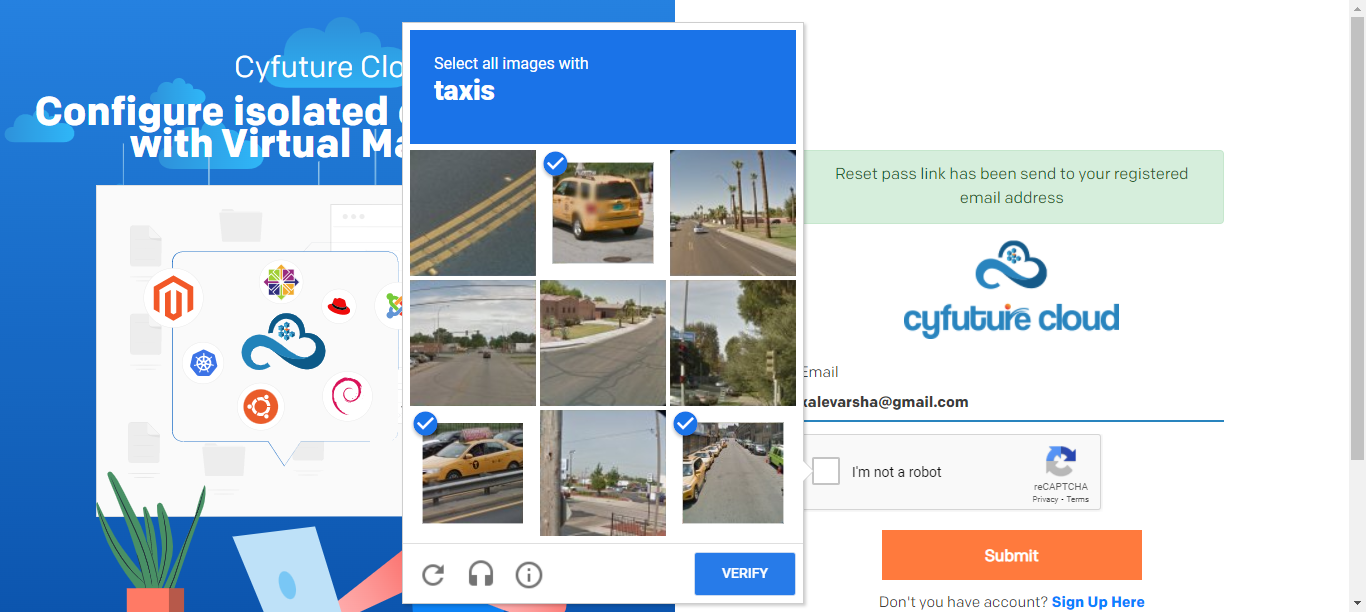 Cyfuture Clo
Configure isolated
with Virtual Ma
Select all images with
taxis
VERIFY
Reset pass link has been send to your registered
email address
cyfuture cloud
Email
kalevarsha@gmail.com
I'm not a robot
reCAPTCHA
Privacy - Terms
Submit
Don't you have account? Sign Up Here